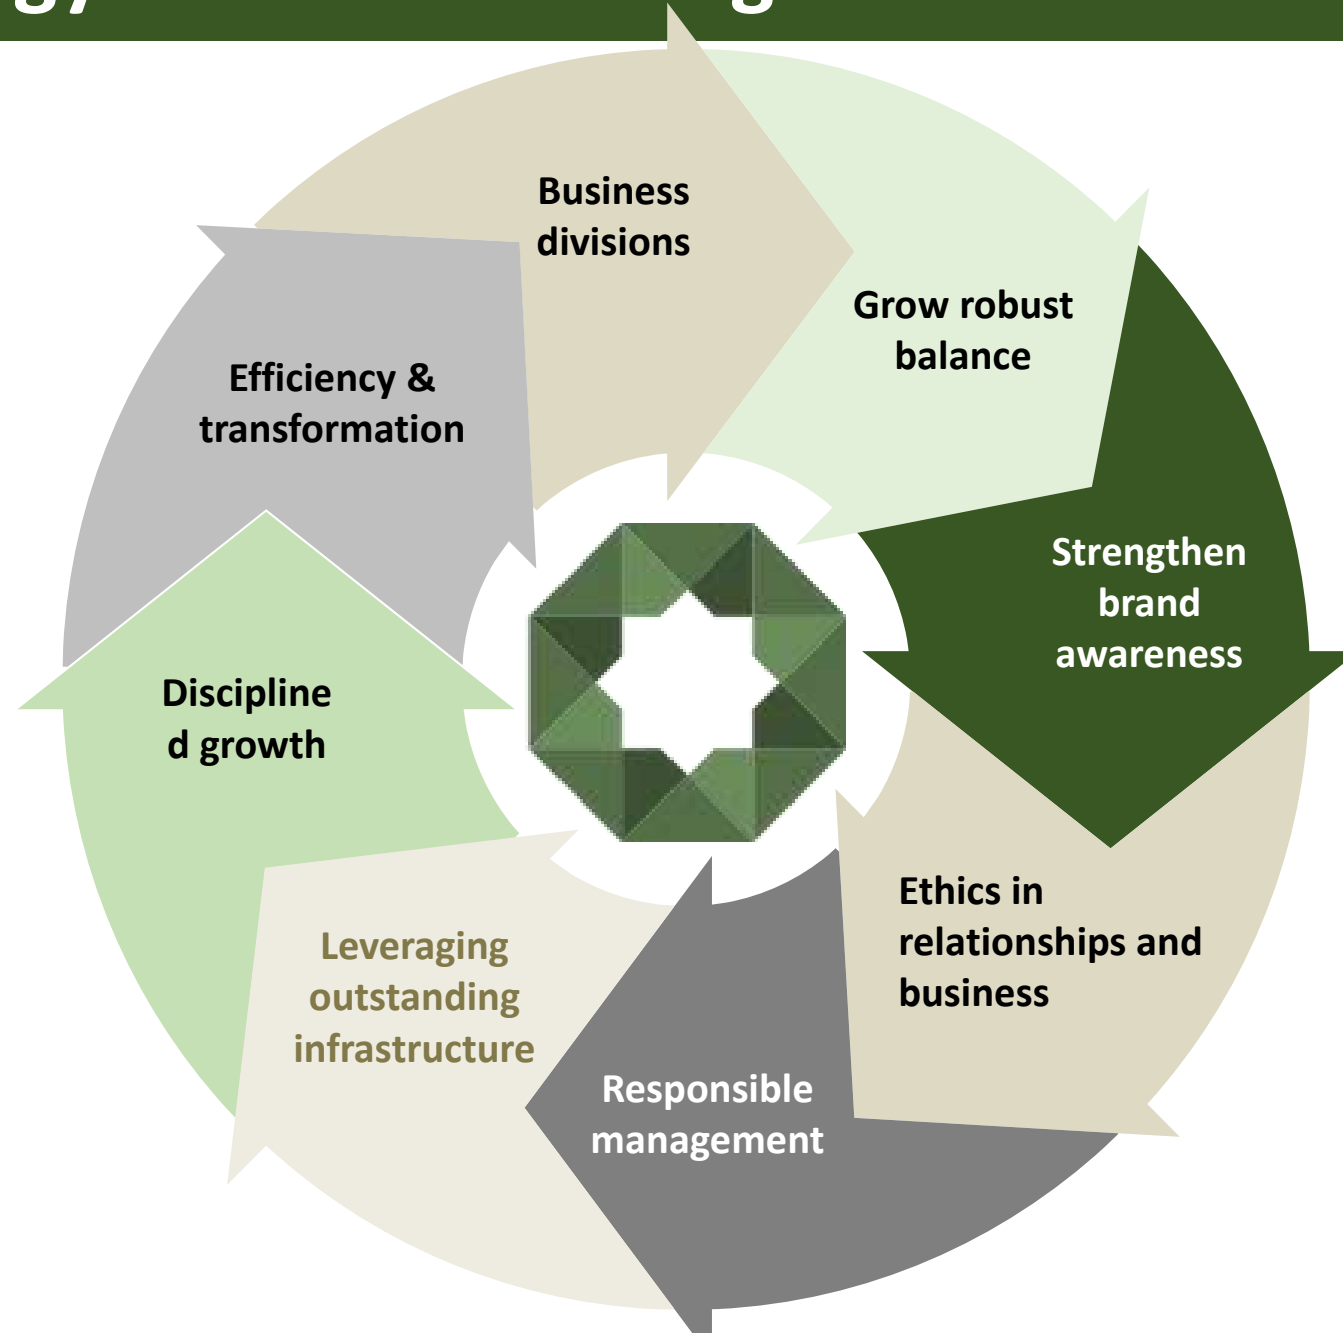 Business
divisions
Grow robust
balance
Efficiency &
transformation
Strengthen
brand
awareness
Discipline
d growth
Ethics in
relationships and
business
Leveraging
outstanding
infrastructure
Responsible
management